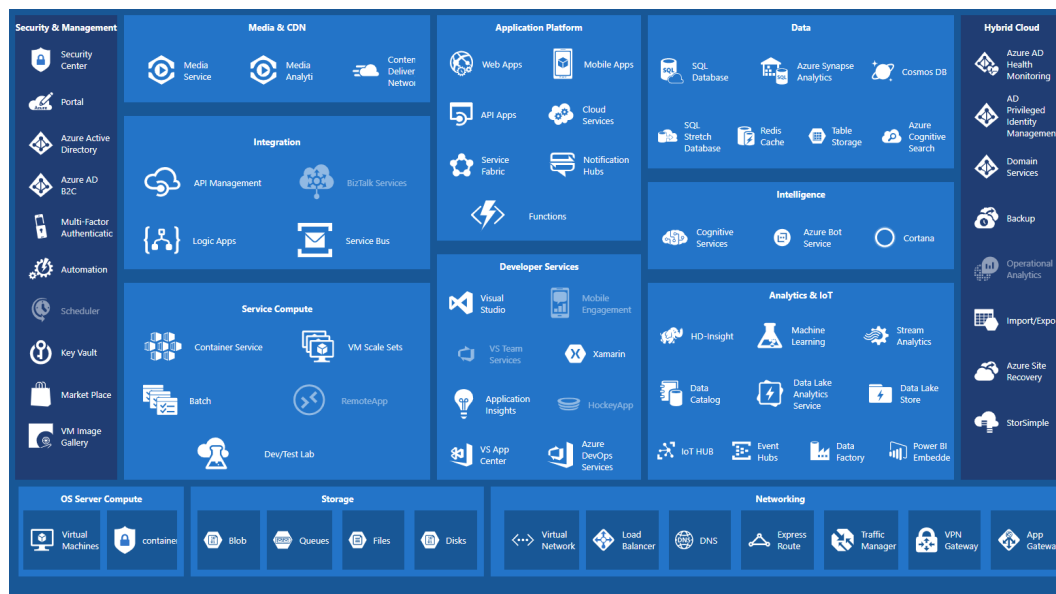 Security & Management
Security
Center
Portal
Azure
Azure Active
Directory
Azure AD
B2C
Multi-Factor
Authenticatic
Automation
Scheduler
Key Vault
Market Place
VM Image
Gallery
Media & CDN
Media
Service
Media
Analyti
Conten
Deliver
Networ
Integration
API Management
BizTalk Services
Logic Apps
Service Bus
Service Compute
Container Service
VM Scale Sets
Batch
RemoteApp
Dev/Test Lab
Application Platform
Web Apps
Mobile Apps
API Apps
Cloud
Services
Service
Fabric
Notification
Hubs
Functions
Developer Services
Visual
Studio
Mobile
Engagement
VS Team
Services
Xamarin
Application
Insights
HockeyApp
VS App
Center
Azure
DevOps
Services
Data
SQL
SQL
Database
SQL
Azure Synapse
Analytics
Cosmos DB
SQL
Stretch
Database
Redis
Cache
Table
Storage
Azure
Cognitive
Search
Intelligence
Cognitive
Services
Azure Bot
Service
Cortana
Analytics & IoT
HD-Insight
Machine
Learning
Stream
Analytics
Data
Catalog
Data Lake
Analytics
Service
Data Lake
Store
IoT HUB
Event
Hubs
Data
Factory
Power BI
Embedde
Hybrid Cloud
Azure AD
Health
Monitoring
AD
Privileged
Identity
Management
Domain
Services
Backup
Operational
Analytics
Import/Expo
Azure Site
Recovery
StorSimple
OS Server Compute
Virtual
Machines
container
Storage
Blob
Queues
Files
Disks
Networking
Virtual
Network
Load
Balancer
DNS
DNS
Express
Route
Traffic
Manager
VPN
Gateway
App
Gatewa